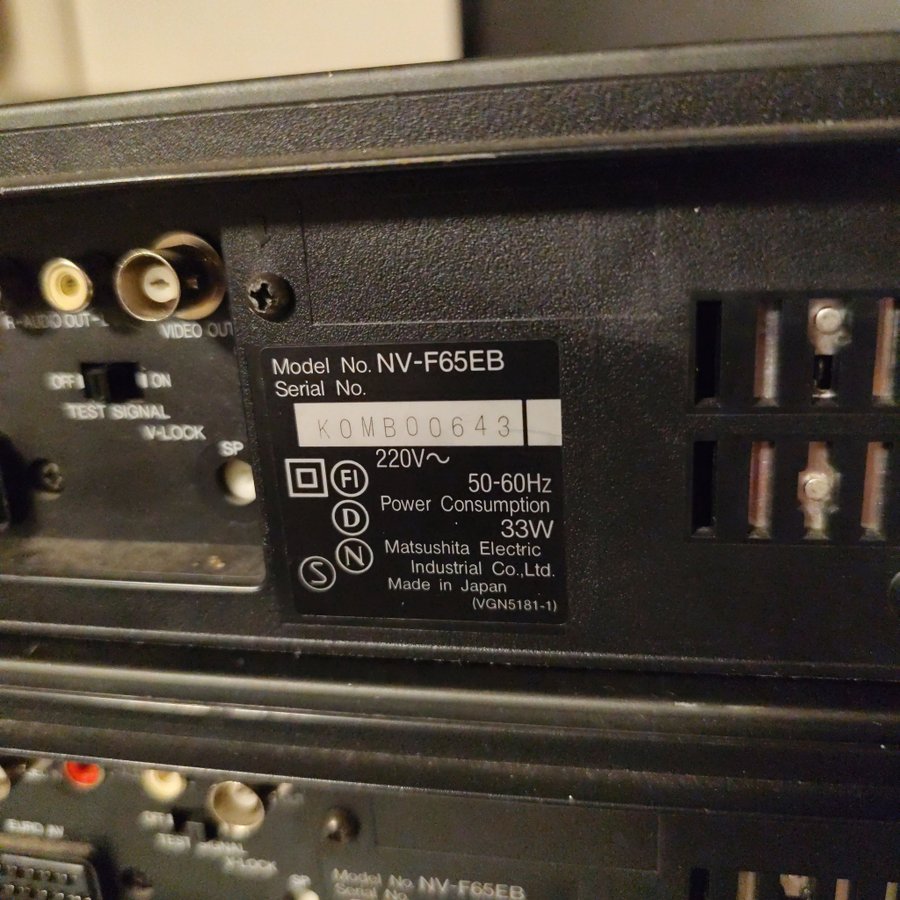 R-AUDIO OUT-L
VIDEO OUT
OFF ON
TEST SIGNAL
V-LOCK
SP
Model No. NV-F65EB
Serial No.
K0MB00643
220V~
50-60Hz
Power Consumption
33W
FI
D
N
S
Matsushita Electric
Industrial Co.,Ltd.
Made in Japan
(VGN5181-1)
TEST SIGNAL
V-LOCK
SP
Model No. NV-F65EB
Serial No.